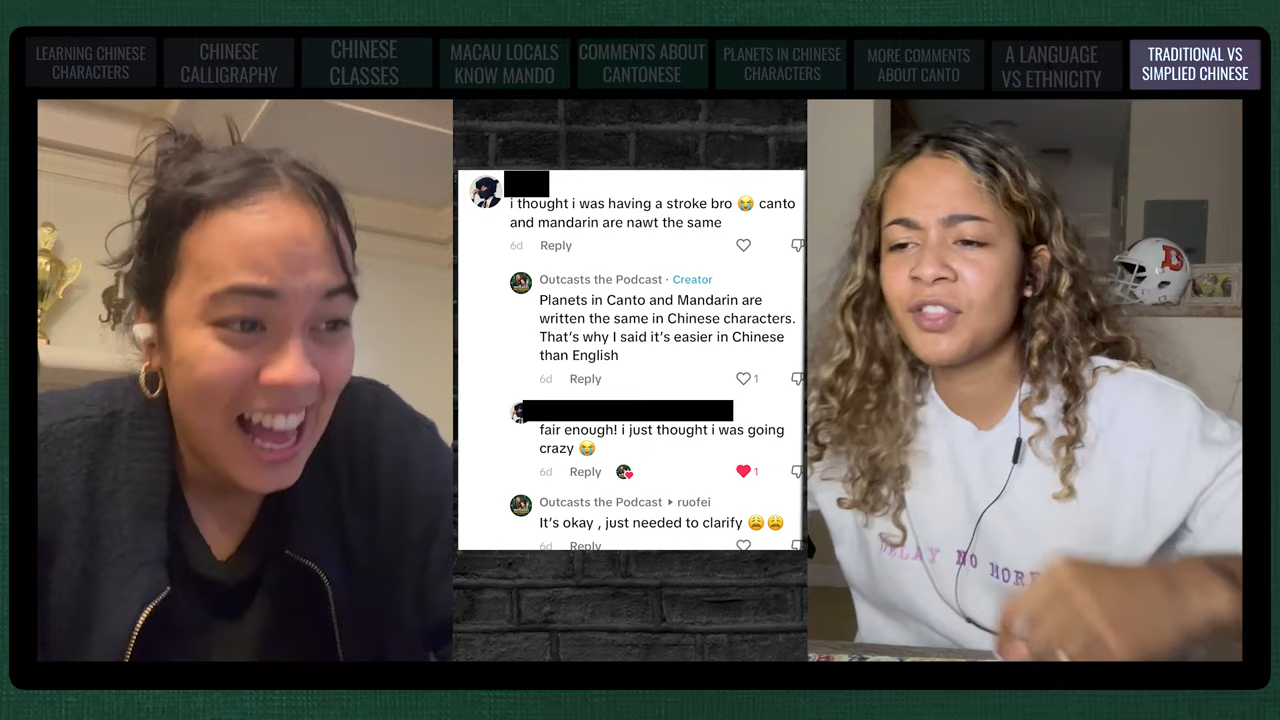 LEARNING CHINESE
CHARACTERS
CHINESE
CALLIGRAPHY
CHINESE
CLASSES
MACAU LOCALS
KNOW MANDO
COMMENTS ABOUT
CANTONESE
PLANETS IN CHINESE
CHARACTERS
MORE COMMENTS
ABOUT CANTO
A LANGUAGE
VS ETHNICITY
TRADITIONAL VS
SIMPLIED CHINESE
i thought i was having a stroke bro 😭 canto
and mandarin are nawt the same
6d Reply
Outcasts the Podcast · Creator
Planets in Canto and Mandarin are
written the same in Chinese characters.
That's why I said it's easier in Chinese
than English
6d Reply 1
fair enough! i just thought i was going
crazy 😭
6d Reply 1
Outcasts the Podcast ▸ ruofei
It's okay , just needed to clarify 😩😩
6d Reply
D
DELAY NO MORE